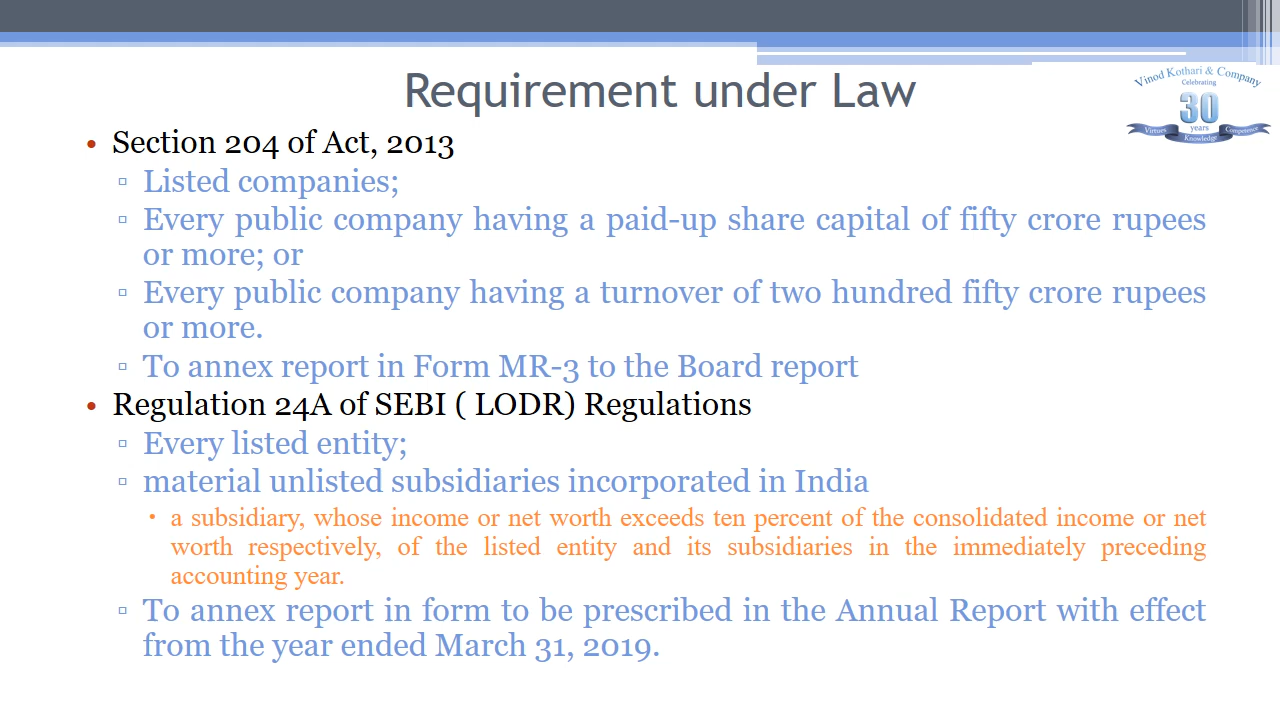 Requirement under Law
Vinod Kothari & Company
Celebrating
30
years
Virtues
Knowledge
Competence
• Section 204 of Act, 2013
▫ Listed companies;
▫ Every public company having a paid-up share capital of fifty crore rupees
or more; or
▫ Every public company having a turnover of two hundred fifty crore rupees
or more.
▫ To annex report in Form MR-3 to the Board report
• Regulation 24A of SEBI ( LODR) Regulations
▫ Every listed entity;
▫ material unlisted subsidiaries incorporated in India
• a subsidiary, whose income or net worth exceeds ten percent of the consolidated income or net
worth respectively, of the listed entity and its subsidiaries in the immediately preceding
accounting year.
▫ To annex report in form to be prescribed in the Annual Report with effect
from the year ended March 31, 2019.